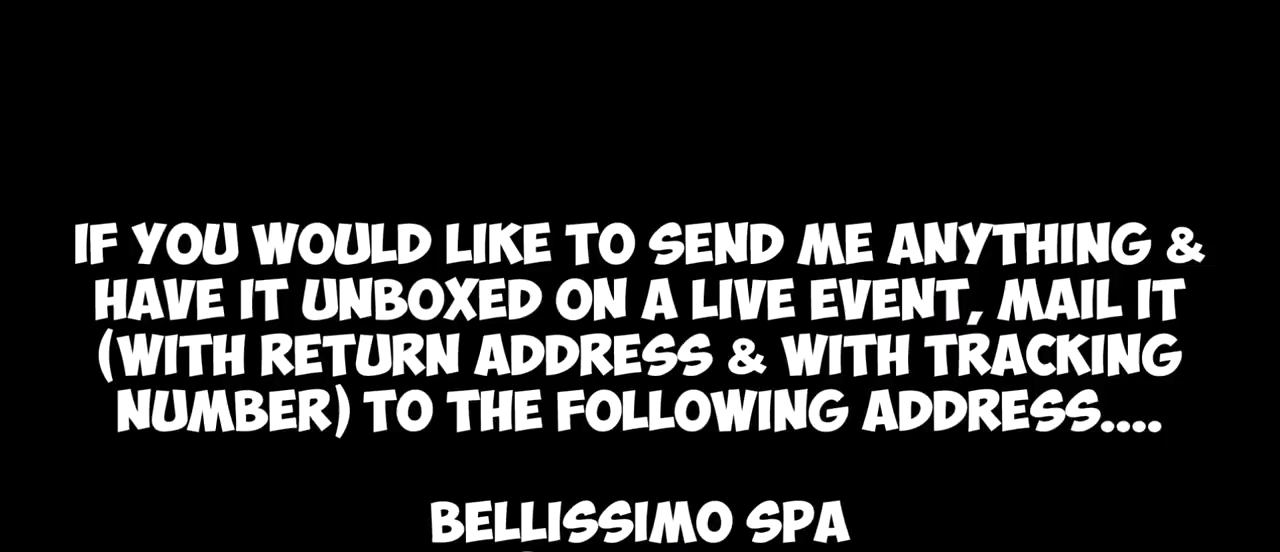 IF YOU WOULD LIKE TO SEND ME ANYTHING &
HAVE IT UNBOXED ON A LIVE EVENT, MAIL IT
(WITH RETURN ADDRESS & WITH TRACKING
NUMBER) TO THE FOLLOWING ADDRESS....
BELLISSIMO SPA